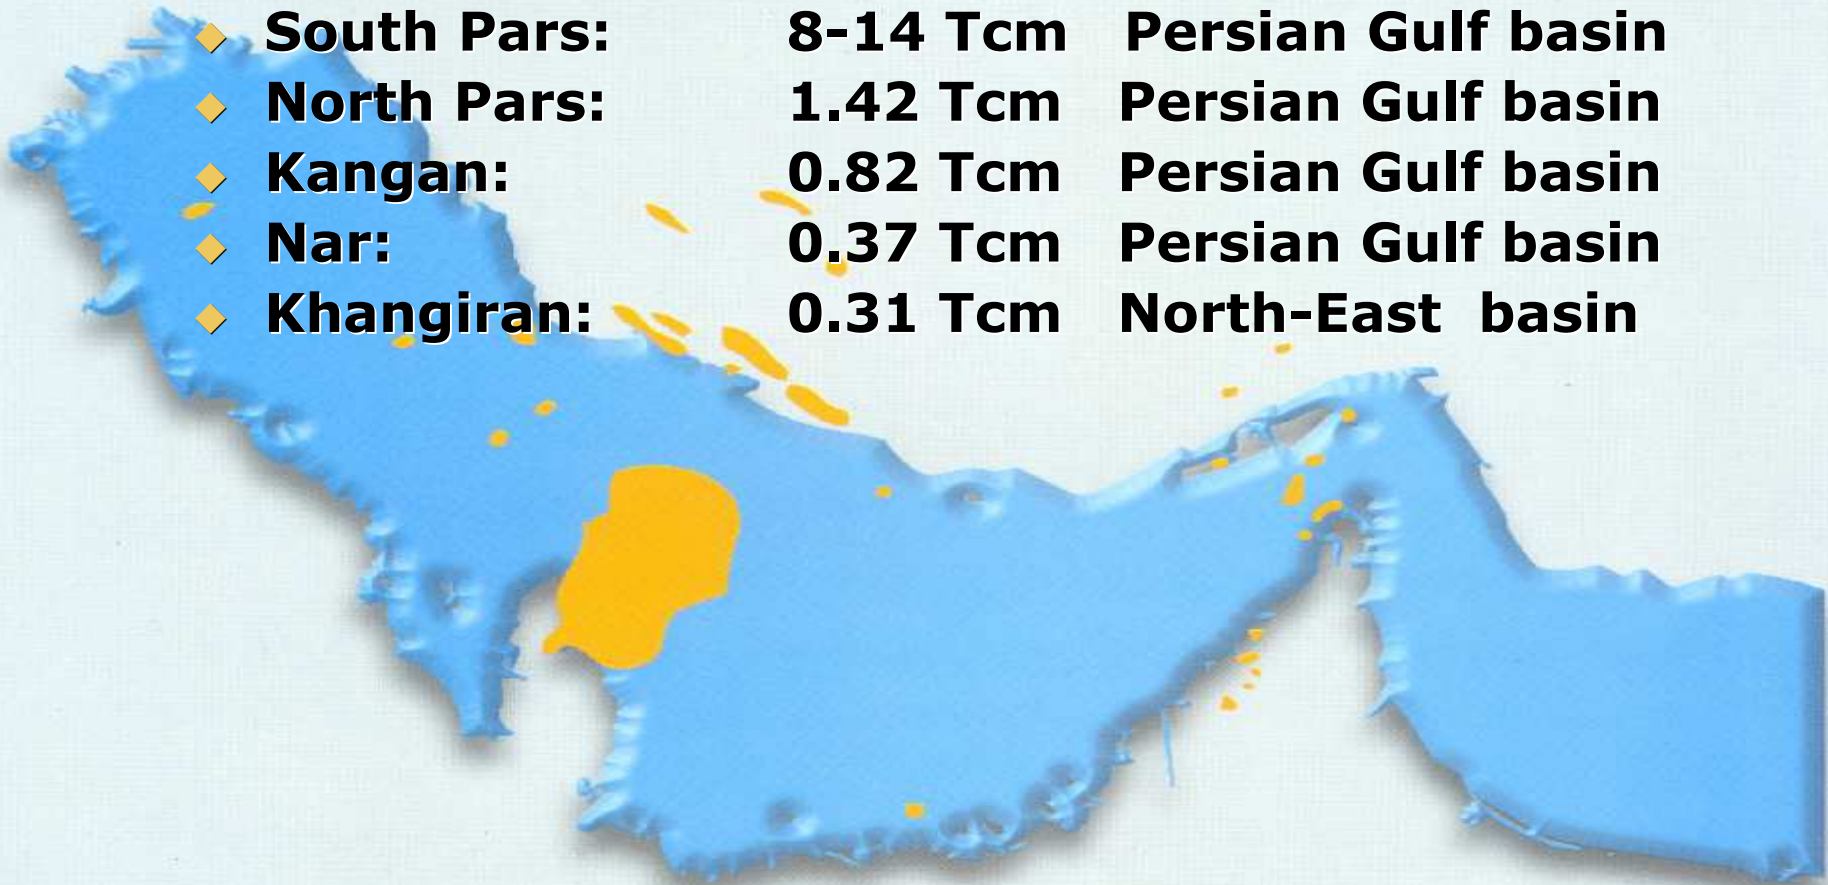 South Pars: 8-14 Tcm Persian Gulf basin
North Pars: 1.42 Tcm Persian Gulf basin
Kangan: 0.82 Tcm Persian Gulf basin
Nar: 0.37 Tcm Persian Gulf basin
Khangiran: 0.31 Tcm North-East basin